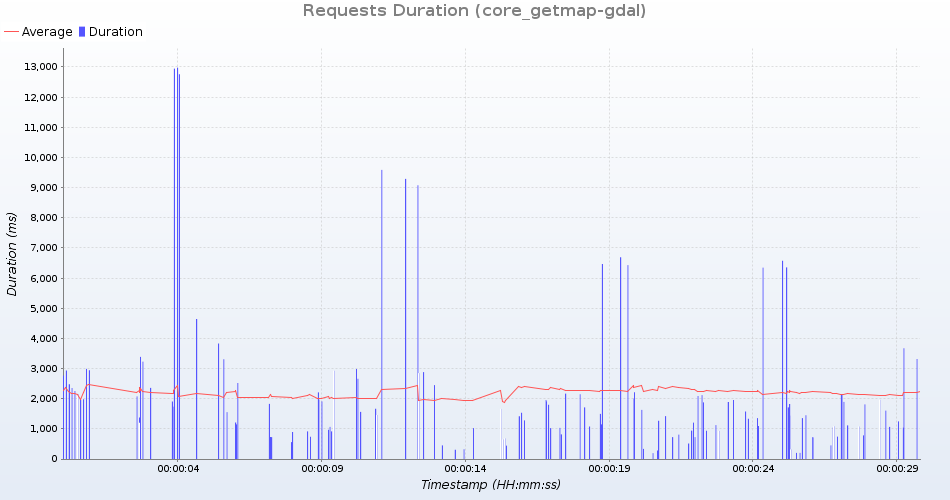 Requests Duration (core_getmap-gdal)
Average Duration
13,000
12,000
11,000
10,000
9,000
8,000
7,000
6,000
5,000
4,000
3,000
2,000
1,000
0
Duration (ms)
00:00:04 00:00:09 00:00:14 00:00:19 00:00:24 00:00:29
Timestamp (HH:mm:ss)